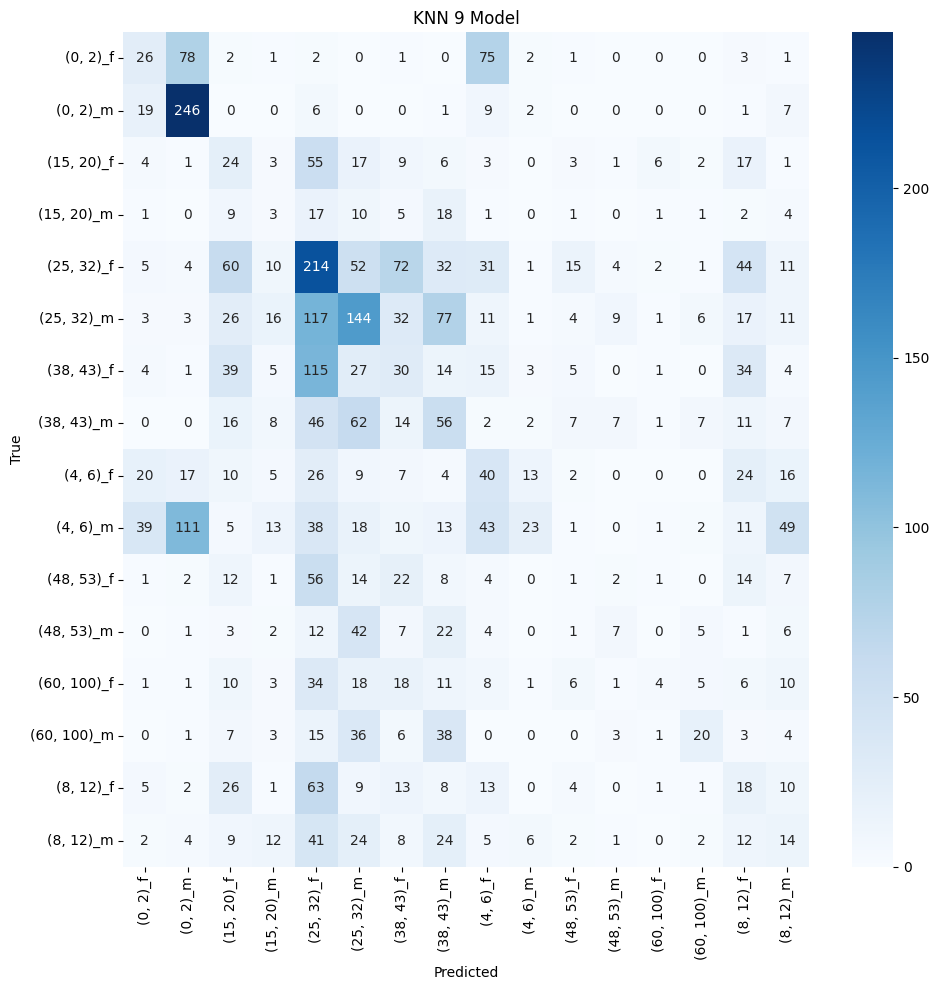 KNN 9 Model
(0, 2)_f 26 78 2 1 2 0 1 0 75 2 1 0 0 0 3 1
(0, 2)_m 19 246 0 0 6 0 0 1 9 2 0 0 0 0 1 7
(15, 20)_f 4 1 24 3 55 17 9 6 3 0 3 1 6 2 17 1
(15, 20)_m 1 0 9 3 17 10 5 18 1 0 1 0 1 1 2 4
(25, 32)_f 5 4 60 10 214 52 72 32 31 1 15 4 2 1 44 11
(25, 32)_m 3 3 26 16 117 144 32 77 11 1 4 9 1 6 17 11
(38, 43)_f 4 1 39 5 115 27 30 14 15 3 5 0 1 0 34 4
(38, 43)_m 0 0 16 8 46 62 14 56 2 2 7 7 1 7 11 7
(4, 6)_f 20 17 10 5 26 9 7 4 40 13 2 0 0 0 24 16
(4, 6)_m 39 111 5 13 38 18 10 13 43 23 1 0 1 2 11 49
(48, 53)_f 1 2 12 1 56 14 22 8 4 0 1 2 1 0 14 7
(48, 53)_m 0 1 3 2 12 42 7 22 4 0 1 7 0 5 1 6
(60, 100)_f 1 1 10 3 34 18 18 11 8 1 6 1 4 5 6 10
(60, 100)_m 0 1 7 3 15 36 6 38 0 0 0 3 1 20 3 4
(8, 12)_f 5 2 26 1 63 9 13 8 13 0 4 0 1 1 18 10
(8, 12)_m 2 4 9 12 41 24 8 24 5 6 2 1 0 2 12 14
(0, 2)_f (0, 2)_m (15, 20)_f (15, 20)_m (25, 32)_f (25, 32)_m (38, 43)_f (38, 43)_m (4, 6)_f (4, 6)_m (48, 53)_f (48, 53)_m (60, 100)_f (60, 100)_m (8, 12)_f (8, 12)_m
Predicted
True
200
150
100
50
0